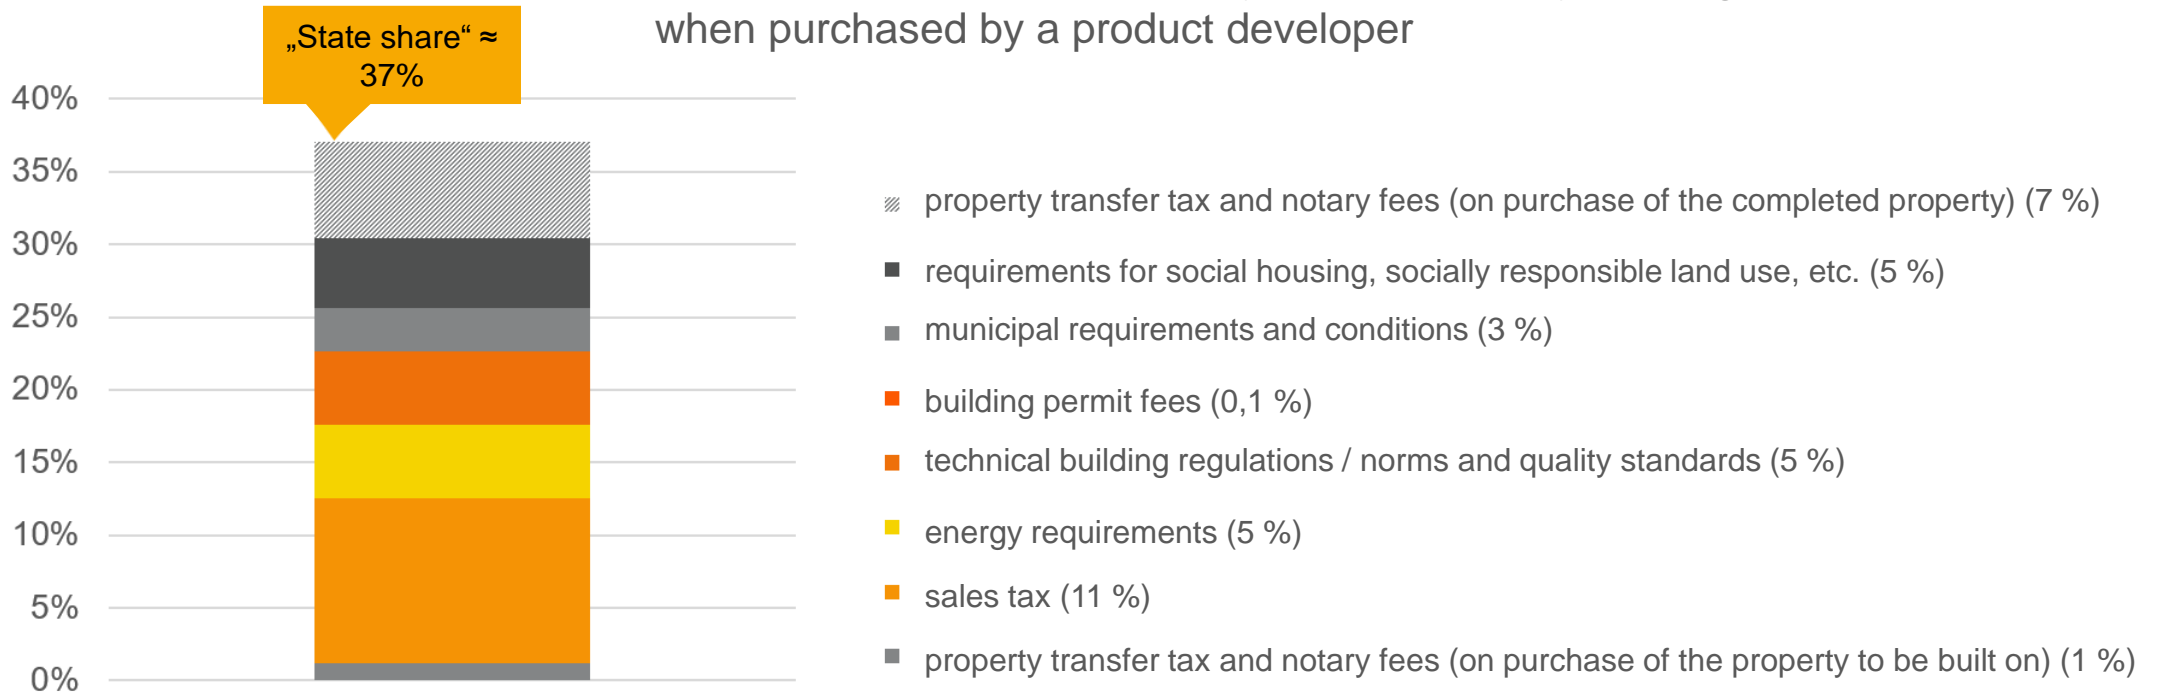 when purchased by a product developer
„State share“ ≈
37%
40%
35%
30%
25%
20%
15%
10%
5%
0%
property transfer tax and notary fees (on purchase of the completed property) (7 %)
requirements for social housing, socially responsible land use, etc. (5 %)
municipal requirements and conditions (3 %)
building permit fees (0,1 %)
technical building regulations / norms and quality standards (5 %)
energy requirements (5 %)
sales tax (11 %)
property transfer tax and notary fees (on purchase of the property to be built on) (1 %)